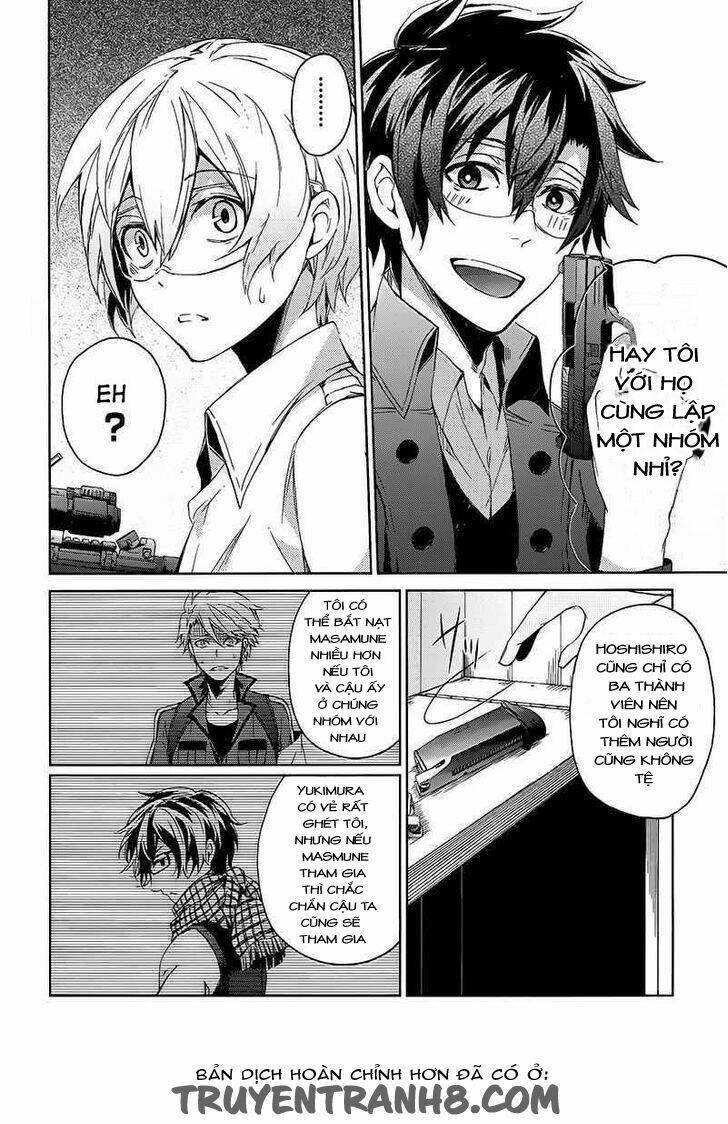 HAY TÔI
VỚI HỌ
CÙNG LẬP
MỘT NHÓM
NHỈ?
........
EH
?
HOSHISHIRO
CŨNG CHỈ CÓ
BA THÀNH
VIÊN NÊN
TÔI NGHĨ CÓ
THÊM NGƯỜI
CŨNG KHÔNG
TỆ
TÔI CÓ
THỂ BẮT NẠT
MASAMUNE
NHIỀU HƠN
NẾU TÔI
VÀ CẬU ẤY
Ở CHÚNG
NHÓM VỚI
NHAU
YUKIMURA
CÓ VẺ RẤT
GHÉT TÔI,
NHƯNG NẾU
MASMUNE
THAM GIA
THÌ CHẮC
CHẮN CẬU TA
CŨNG SẼ
THAM GIA
BẢN DỊCH HOÀN CHỈNH HƠN ĐÃ CÓ Ở:
TRUYENTRANH8.COM